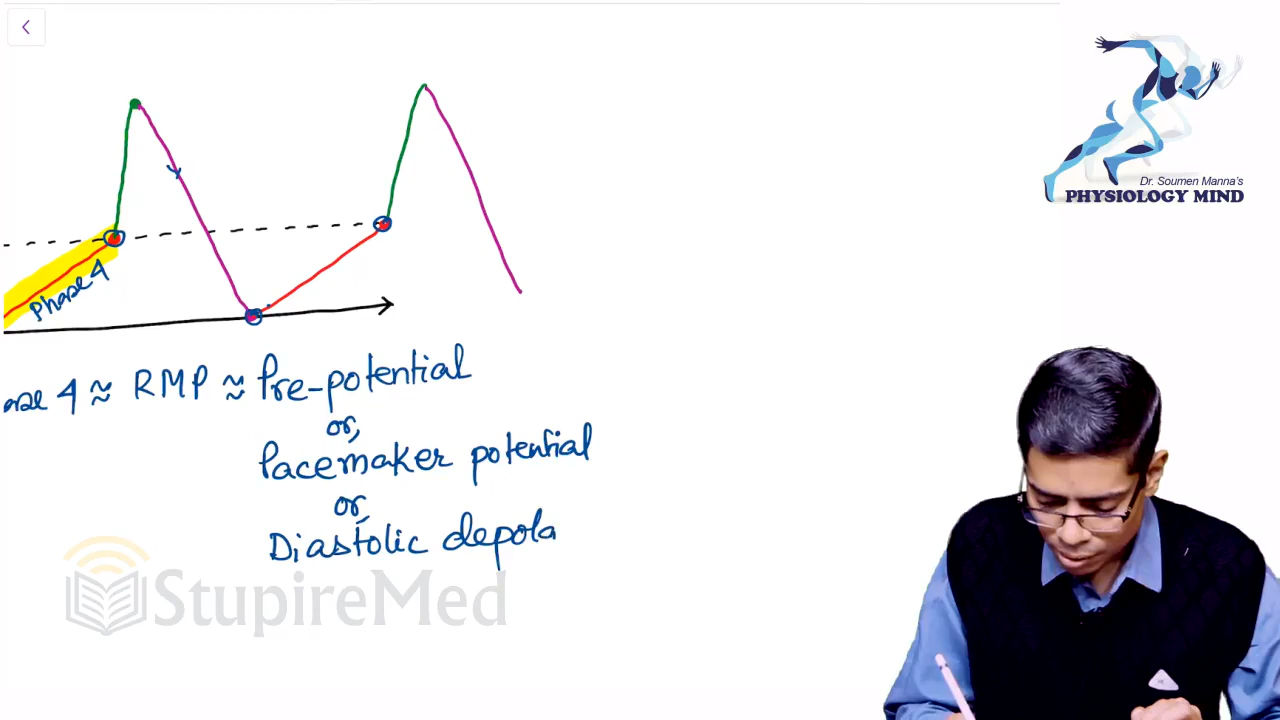 Dr. Soumen Manna's
PHYSIOLOGY MIND
Phase 4
ase 4 ≈ RMP ≈ Pre-potential
or,
Pacemaker potential
or,
Diastolic depola
StupireMed